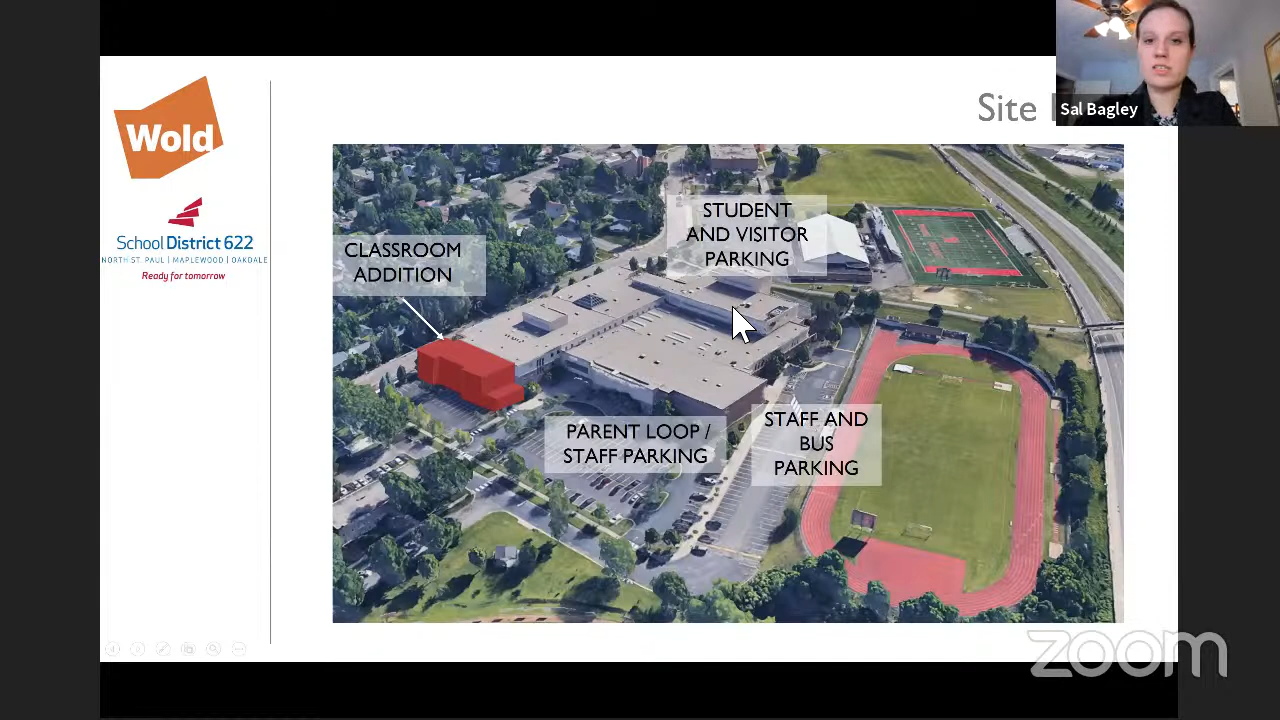 Wold
School District 622
NORTH ST. PAUL | MAPLEWOOD | OAKDALE
Ready for tomorrow
Site
Sal Bagley
CLASSROOM
ADDITION
STUDENT
AND VISITOR
PARKING
PARENT LOOP /
STAFF PARKING
STAFF AND
BUS
PARKING
zoom